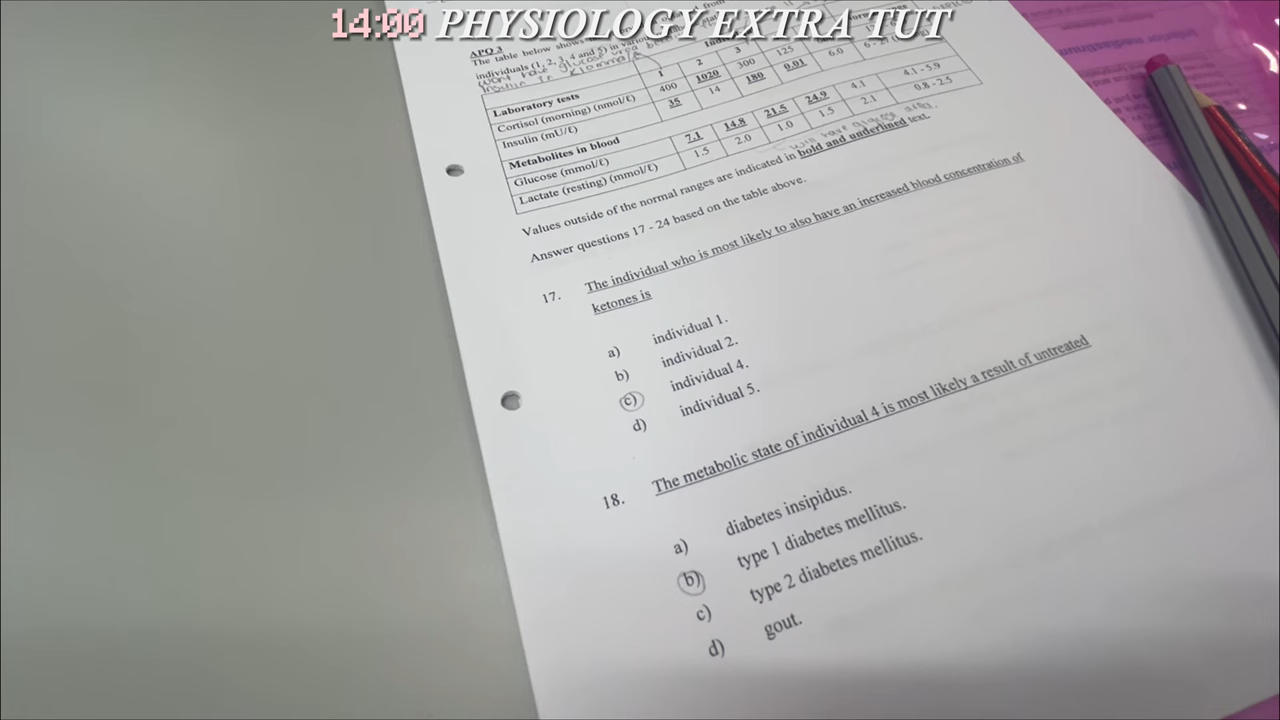 14:00 PHYSIOLOGY EXTRA TUT
APQ 3
The table below shows
individuals (1, 2, 3, 4 and 5) in
Laboratory tests 1 2 3
Cortisol (morning) (nmol/ℓ) 400 1020 300 125 6.0
Insulin (mU/ℓ) 35 14 180 0.01
Metabolites in blood
Glucose (mmol/ℓ) 7.1 14.8 21.5 24.9 4.1 4.1 - 5.9
Lactate (resting) (mmol/ℓ) 1.5 2.0 1.0 1.5 2.1 0.8 - 2.5
Values outside of the normal ranges are indicated in bold and underlined text.
Answer questions 17 - 24 based on the table above.
17. The individual who is most likely to also have an increased blood concentration of
ketones is
a) individual 1.
b) individual 2.
c) individual 4.
d) individual 5.
18. The metabolic state of individual 4 is most likely a result of untreated
a) diabetes insipidus.
b) type 1 diabetes mellitus.
c) type 2 diabetes mellitus.
d) gout.